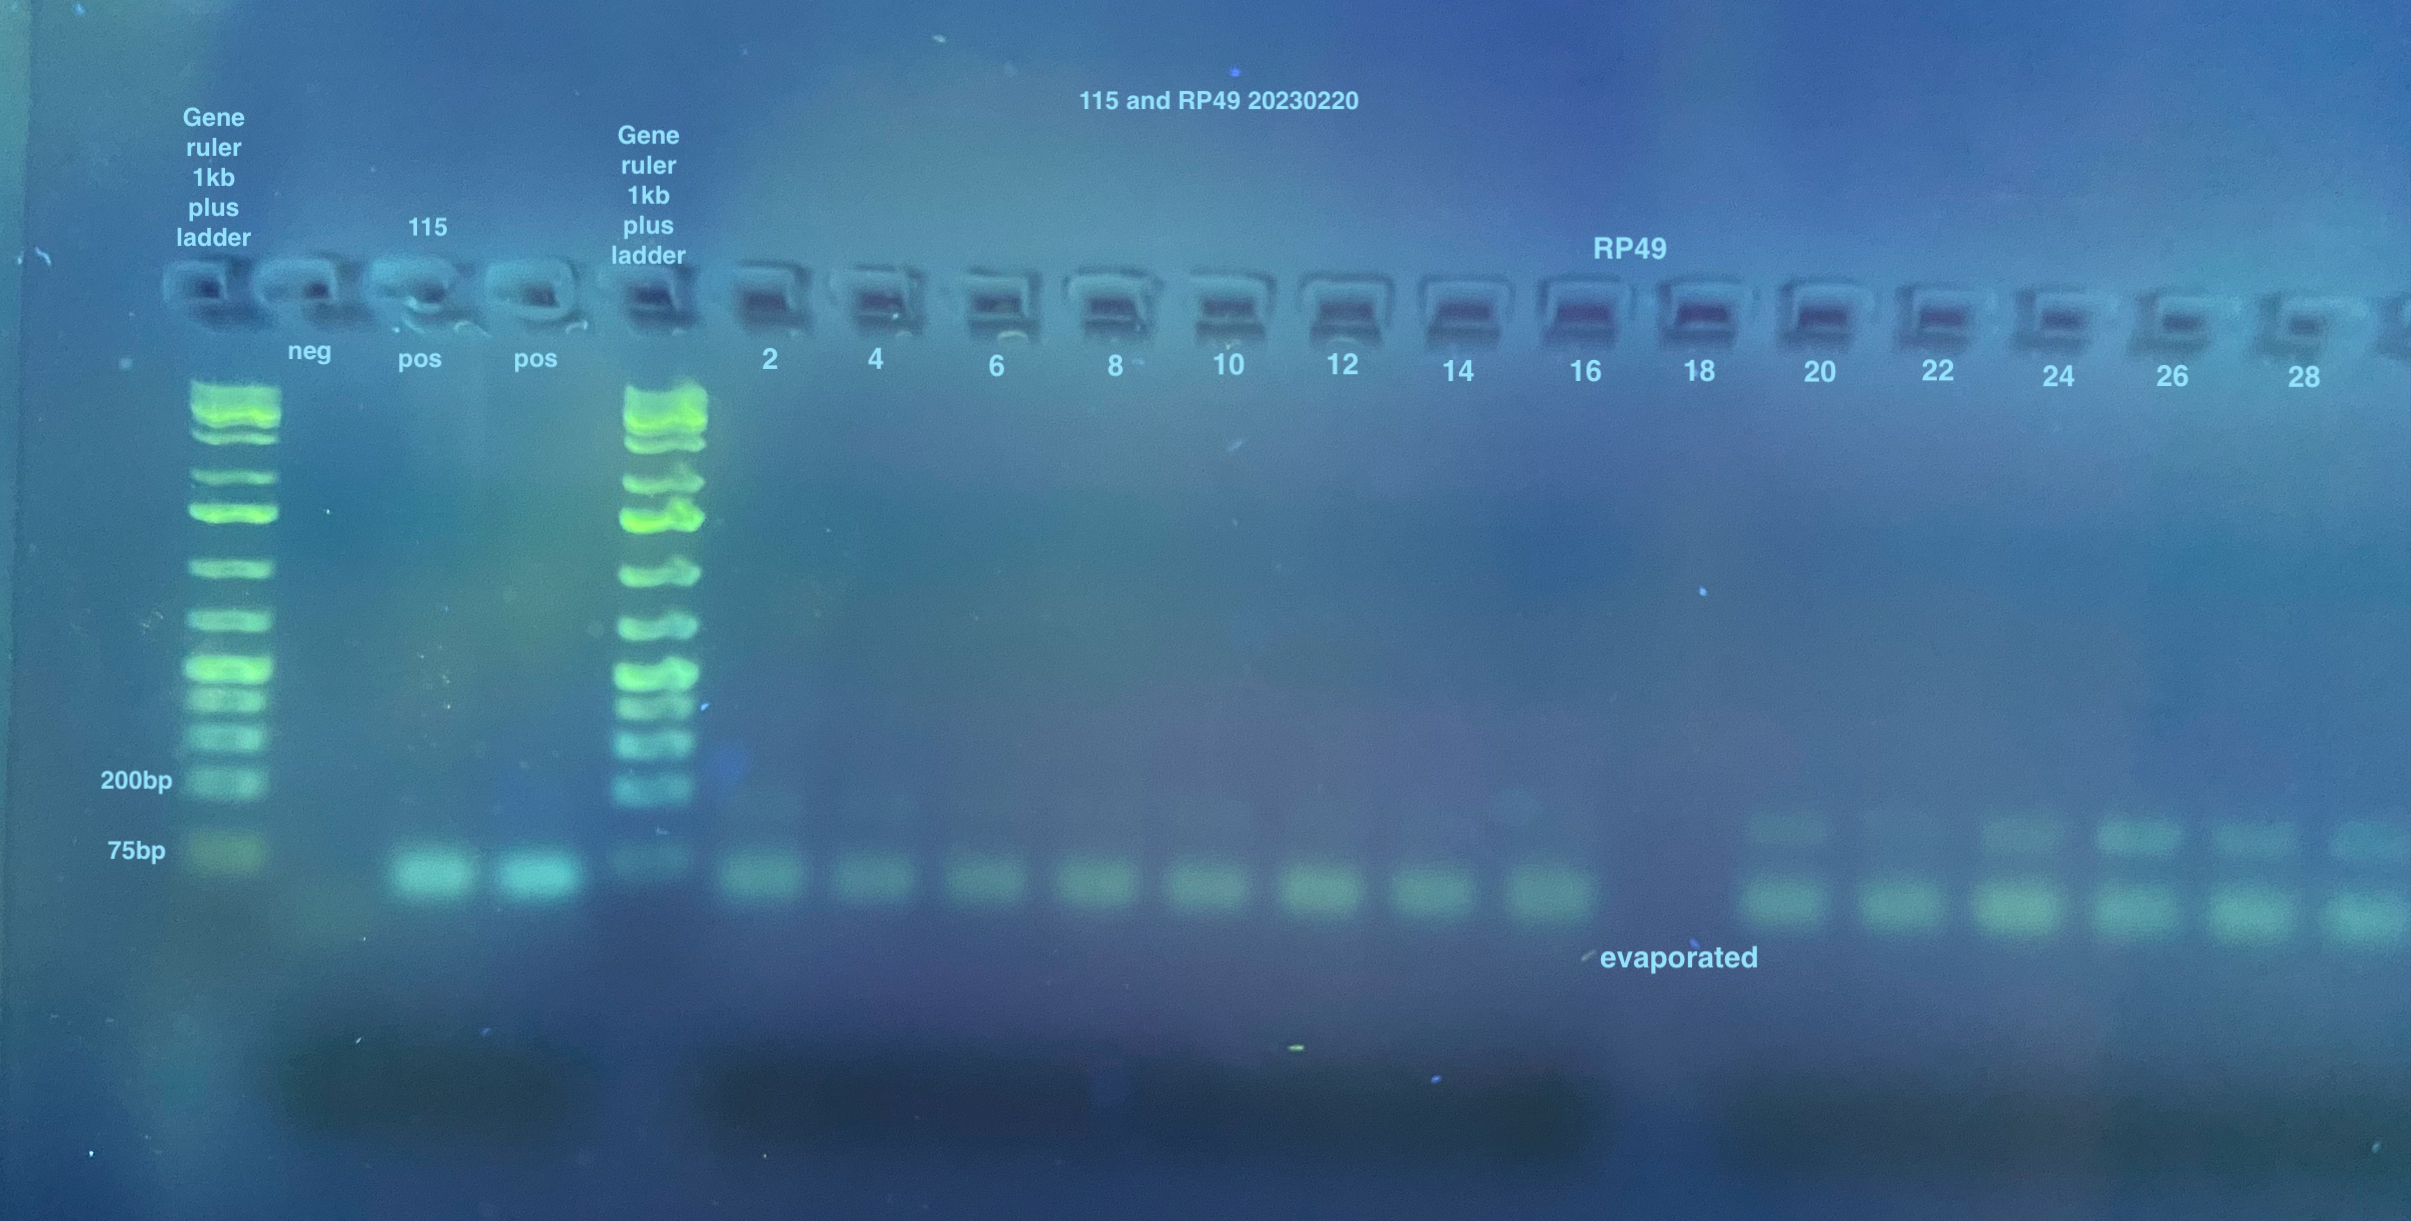 115 and RP49 20230220
Gene
ruler
1kb
plus
ladder
115
Gene
ruler
1kb
plus
ladder
RP49
neg
pos
pos
2
4
6
8
10
12
14
16
18
20
22
24
26
28
200bp
75bp
evaporated